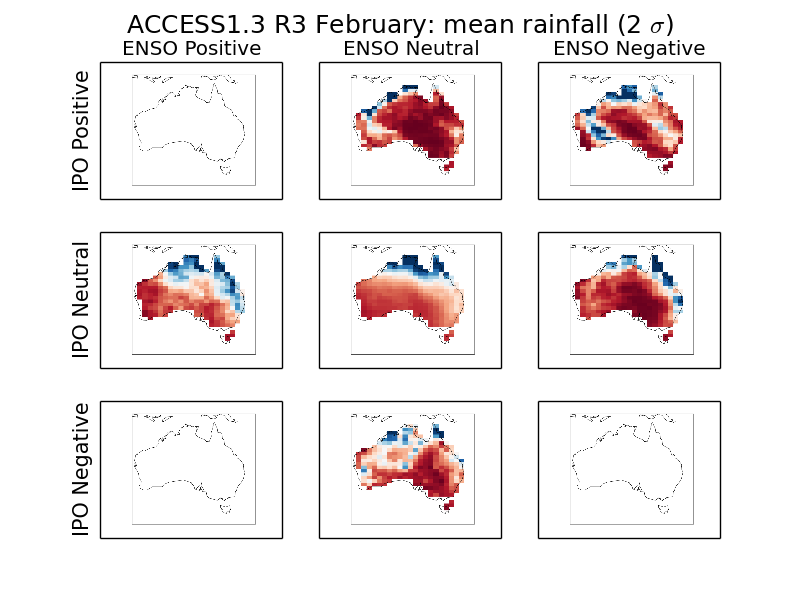 ACCESS1.3 R3 February: mean rainfall (2 σ)
ENSO Positive
ENSO Neutral
ENSO Negative
IPO Positive
IPO Neutral
IPO Negative